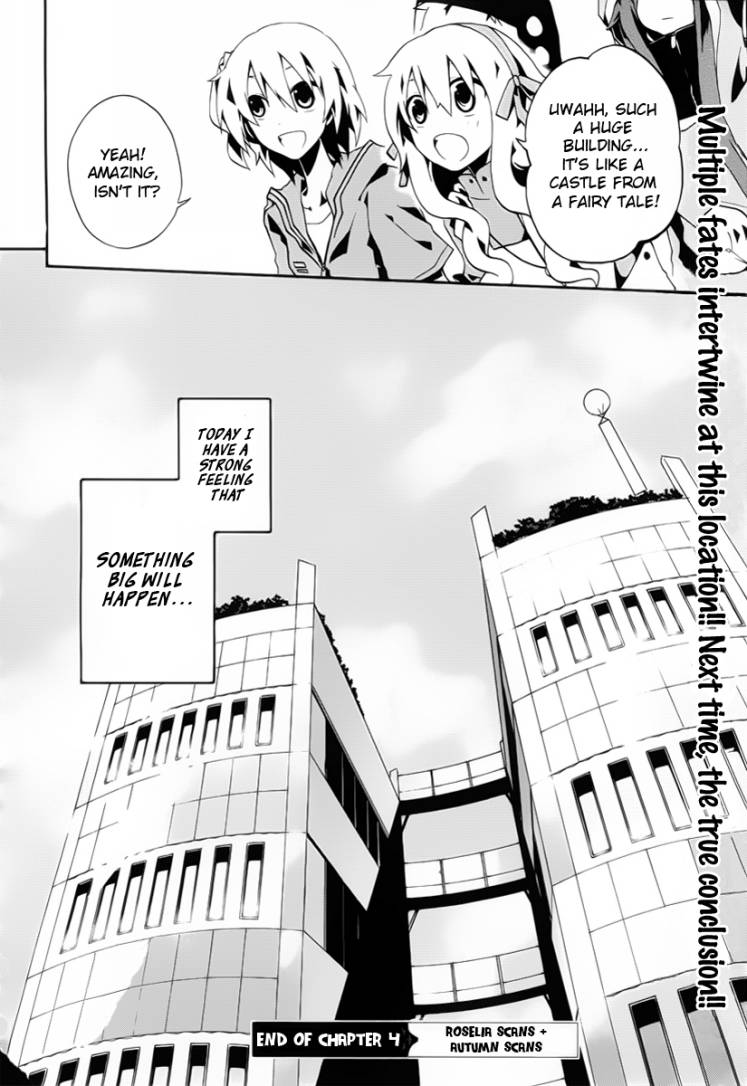 UWAHH, SUCH
A HUGE
BUILDING...
IT'S LIKE A
CASTLE FROM
A FAIRY TALE!
YEAH!
AMAZING,
ISN'T IT?
Multiple fates intertwine at this location!! Next time, the true conclusion!!
TODAY I
HAVE A
STRONG
FEELING
THAT
SOMETHING
BIG WILL
HAPPEN...
END OF CHAPTER 4
ROSELIA SCANS +
AUTUMN SCANS